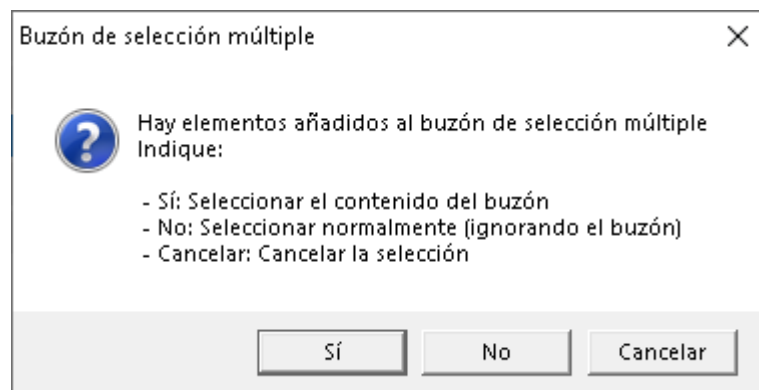 Buzón de selección múltiple
Hay elementos añadidos al buzón de selección múltiple
Indique:
- Sí: Seleccionar el contenido del buzón
- No: Seleccionar normalmente (ignorando el buzón)
- Cancelar: Cancelar la selección
Sí No Cancelar